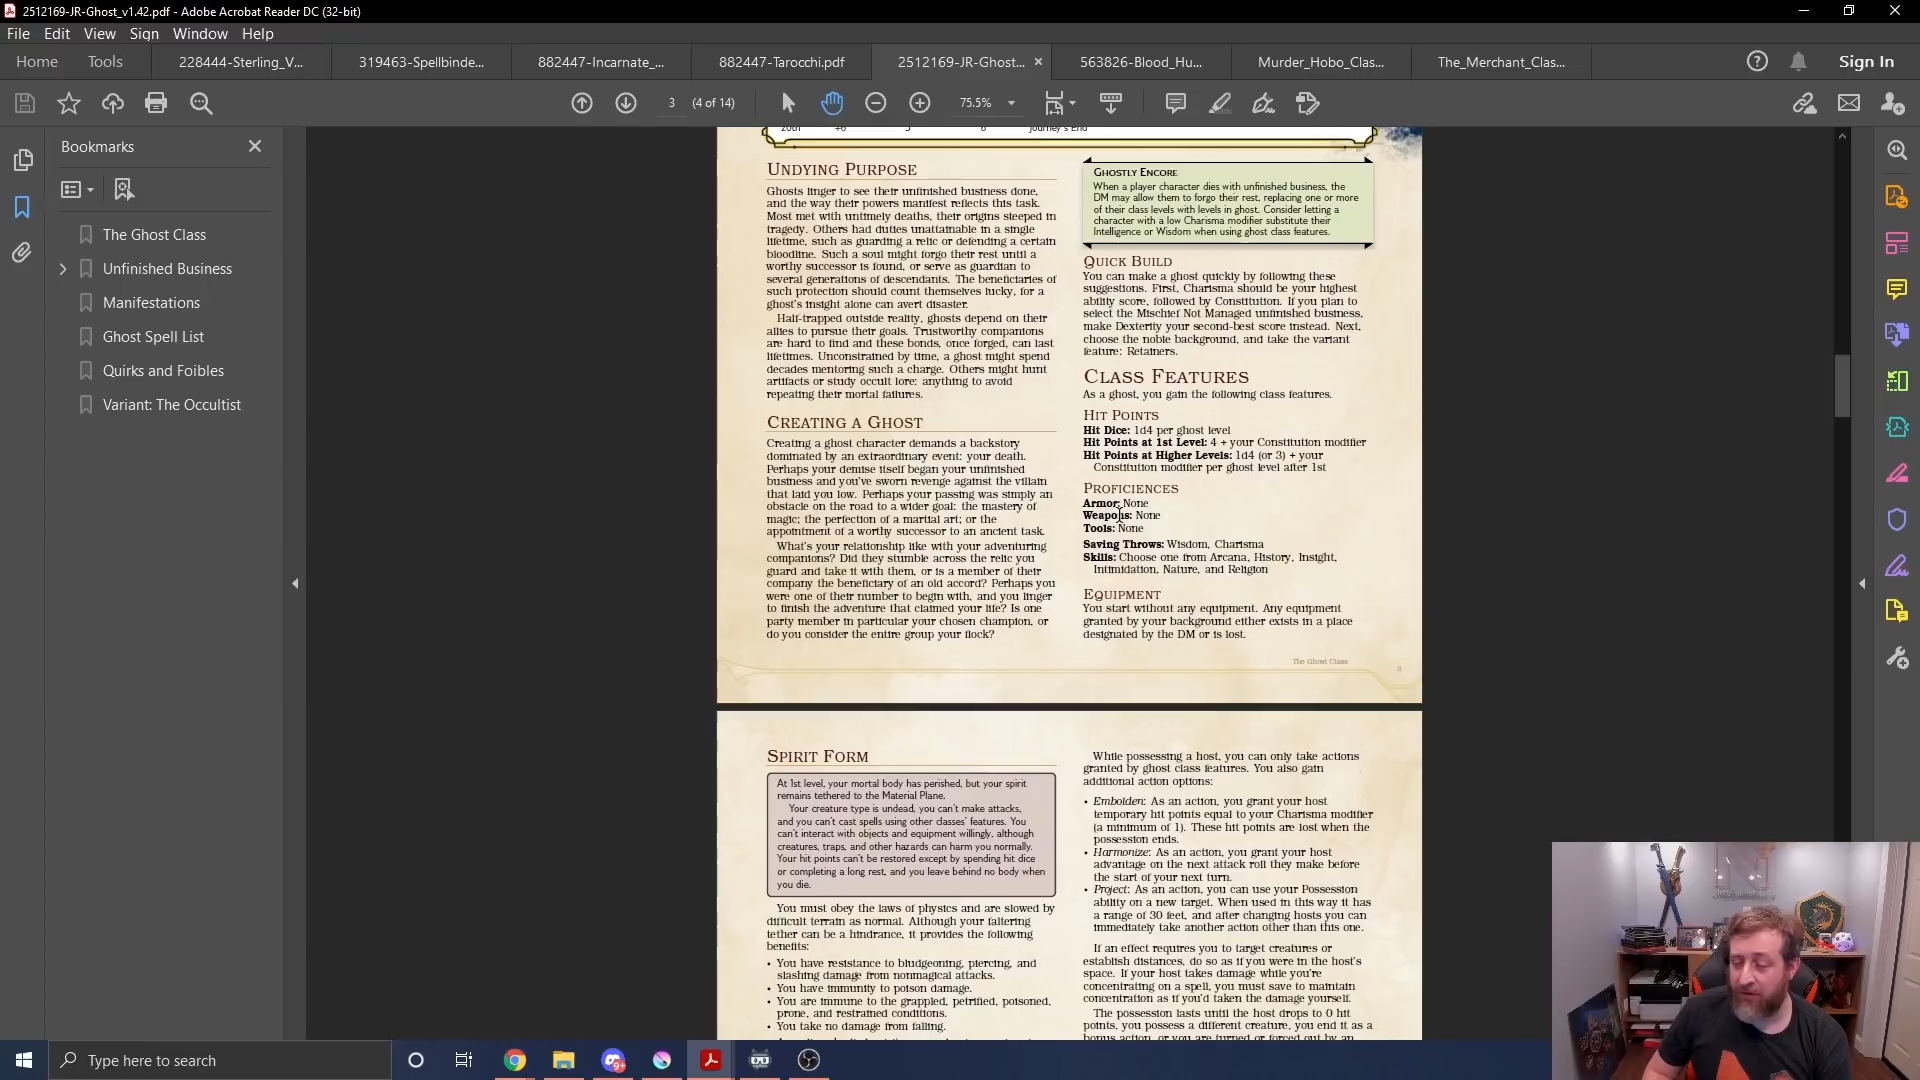 2512169-JR-Ghost_v1.42.pdf - Adobe Acrobat Reader DC (32-bit)
File Edit View Sign Window Help
Home Tools 228444-Sterling_V... 319463-Spellbinde... 882447-Incarnate_... 882447-Tarocchi.pdf 2512169-JR-Ghost... 563826-Blood_Hu... Murder_Hobo_Clas... The_Merchant_Clas... Sign In
3 (4 of 14) 75.5%
Bookmarks
The Ghost Class
Unfinished Business
Manifestations
Ghost Spell List
Quirks and Foibles
Variant: The Occultist
20th +6 5 6 Journey's End
Undying Purpose
Ghosts linger to see their unfinished business done,
and the way their powers manifest reflects this task.
Most met with untimely deaths, their origins steeped in
tragedy. Others had duties unattainable in a single
lifetime, such as guarding a relic or defending a certain
bloodline. Such a soul might forgo their rest until a
worthy successor is found, or serve as guardian to
several generations of descendants. The beneficiaries of
such protection should count themselves lucky, for a
ghost's insight alone can avert disaster.
Half-trapped outside reality, ghosts depend on their
allies to pursue their goals. Trustworthy companions
are hard to find and these bonds, once forged, can last
lifetimes. Unconstrained by time, a ghost might spend
decades mentoring such a charge. Others might hunt
artifacts or study occult lore: anything to avoid
repeating their mortal failures.
Creating a Ghost
Creating a ghost character demands a backstory
dominated by an extraordinary event: your death.
Perhaps your demise itself began your unfinished
business and you've sworn revenge against the villain
that laid you low. Perhaps your passing was simply an
obstacle on the road to a wider goal: the mastery of
magic; the perfection of a martial art; or the
appointment of a worthy successor to an ancient task.
What's your relationship like with your adventuring
companions? Did they stumble across the relic you
guard and take it with them, or is a member of their
company the beneficiary of an old accord? Perhaps you
were one of their number to begin with, and you linger
to finish the adventure that claimed your life? Is one
party member in particular your chosen champion, or
do you consider the entire group your flock?
Ghostly Encore
When a player character dies with unfinished business, the
DM may allow them to forgo their rest, replacing one or more
of their class levels with levels in ghost. Consider letting a
character with a low Charisma modifier substitute their
Intelligence or Wisdom when using ghost class features.
Quick Build
You can make a ghost quickly by following these
suggestions. First, Charisma should be your highest
ability score, followed by Constitution. If you plan to
select the Mischief Not Managed unfinished business,
make Dexterity your second-best score instead. Next,
choose the noble background, and take the variant
feature: Retainers.
Class Features
As a ghost, you gain the following class features.
Hit Points
Hit Dice: 1d4 per ghost level
Hit Points at 1st Level: 4 + your Constitution modifier
Hit Points at Higher Levels: 1d4 (or 3) + your
Constitution modifier per ghost level after 1st
Proficiences
Armor: None
Weapons: None
Tools: None
Saving Throws: Wisdom, Charisma
Skills: Choose one from Arcana, History, Insight,
Intimidation, Nature, and Religion
Equipment
You start without any equipment. Any equipment
granted by your background either exists in a place
designated by the DM or is lost.
The Ghost Class
3
Spirit Form
At 1st level, your mortal body has perished, but your spirit
remains tethered to the Material Plane.
Your creature type is undead, you can't make attacks,
and you can't cast spells using other classes' features. You
can't interact with objects and equipment willingly, although
creatures, traps, and other hazards can harm you normally.
Your hit points can't be restored except by spending hit dice
or completing a long rest, and you leave behind no body when
you die.
You must obey the laws of physics and are slowed by
difficult terrain as normal. Although your faltering
tether can be a hindrance, it provides the following
benefits:
• You have resistance to bludgeoning, piercing, and
slashing damage from nonmagical attacks.
• You have immunity to poison damage.
• You are immune to the grappled, petrified, poisoned,
prone, and restrained conditions.
• You take no damage from falling.
While possessing a host, you can only take actions
granted by ghost class features. You also gain
additional action options:
• Embolden: As an action, you grant your host
temporary hit points equal to your Charisma modifier
(a minimum of 1). These hit points are lost when the
possession ends.
• Harmonize: As an action, you grant your host
advantage on the next attack roll they make before
the start of your next turn.
• Project: As an action, you can use your Possession
ability on a new target. When used in this way it has
a range of 30 feet, and after changing hosts you can
immediately take another action other than this one.
If an effect requires you to target creatures or
establish distances, do so as if you were in the host's
space. If your host takes damage while you're
concentrating on a spell, you must save to maintain
concentration as if you'd taken the damage yourself.
The possession lasts until the host drops to 0 hit
points, you possess a different creature, you end it as a
bonus action, or you are turned or forced out by an
Type here to search
9+